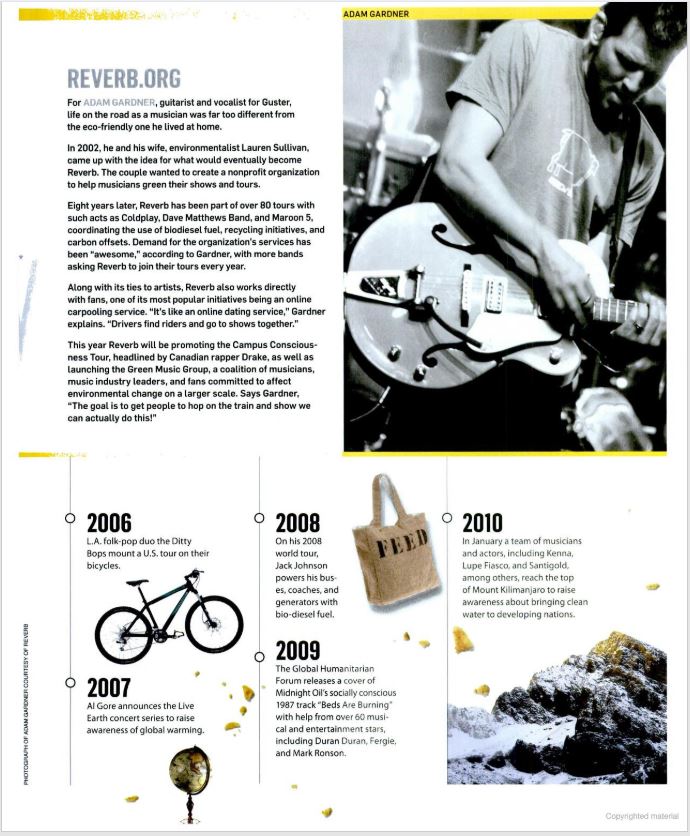 ADAM GARDNER
REVERB.ORG
For ADAM GARDNER, guitarist and vocalist for Guster,
life on the road as a musician was far too different from
the eco-friendly one he lived at home.
In 2002, he and his wife, environmentalist Lauren Sullivan,
came up with the idea for what would eventually become
Reverb. The couple wanted to create a nonprofit organization
to help musicians green their shows and tours.
Eight years later, Reverb has been part of over 80 tours with
such acts as Coldplay, Dave Matthews Band, and Maroon 5,
coordinating the use of biodiesel fuel, recycling initiatives, and
carbon offsets. Demand for the organization's services has
been "awesome," according to Gardner, with more bands
asking Reverb to join their tours every year.
Along with its ties to artists, Reverb also works directly
with fans, one of its most popular initiatives being an online
carpooling service. "It's like an online dating service," Gardner
explains. "Drivers find riders and go to shows together."
This year Reverb will be promoting the Campus Conscious-
ness Tour, headlined by Canadian rapper Drake, as well as
launching the Green Music Group, a coalition of musicians,
music industry leaders, and fans committed to affect
environmental change on a larger scale. Says Gardner,
"The goal is to get people to hop on the train and show we
can actually do this!"
2006
L.A. folk-pop duo the Ditty
Bops mount a U.S. tour on their
bicycles.
2007
Al Gore announces the Live
Earth concert series to raise
awareness of global warming.
2008
On his 2008
world tour,
Jack Johnson
powers his bus-
es, coaches, and
generators with
bio-diesel fuel.
FEED
2009
The Global Humanitarian
Forum releases a cover of
Midnight Oil's socially conscious
1987 track "Beds Are Burning"
with help from over 60 musi-
cal and entertainment stars,
including Duran Duran, Fergie,
and Mark Ronson.
2010
In January a team of musicians
and actors, including Kenna,
Lupe Fiasco, and Santigold,
among others, reach the top
of Mount Kilimanjaro to raise
awareness about bringing clean
water to developing nations.
PHOTOGRAPH OF ADAM GARDNER COURTESY OF REVERB
Copyrighted material